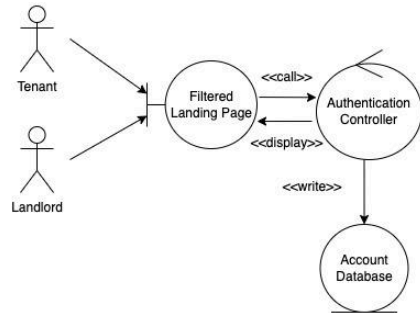 Tenant
Landlord
Filtered
Landing Page
<<call>>
<<display>>
Authentication
Controller
<<write>>
Account
Database